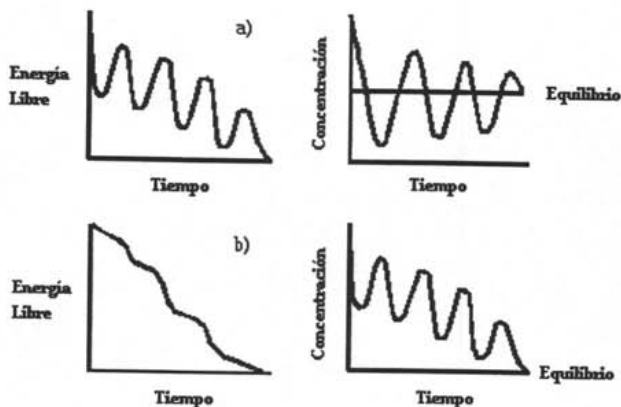 a)
Energía
Libre
Tiempo
Concentración
Equilibrio
Tiempo
b)
Energía
Libre
Tiempo
Concentración
Equilibrio
Tiempo